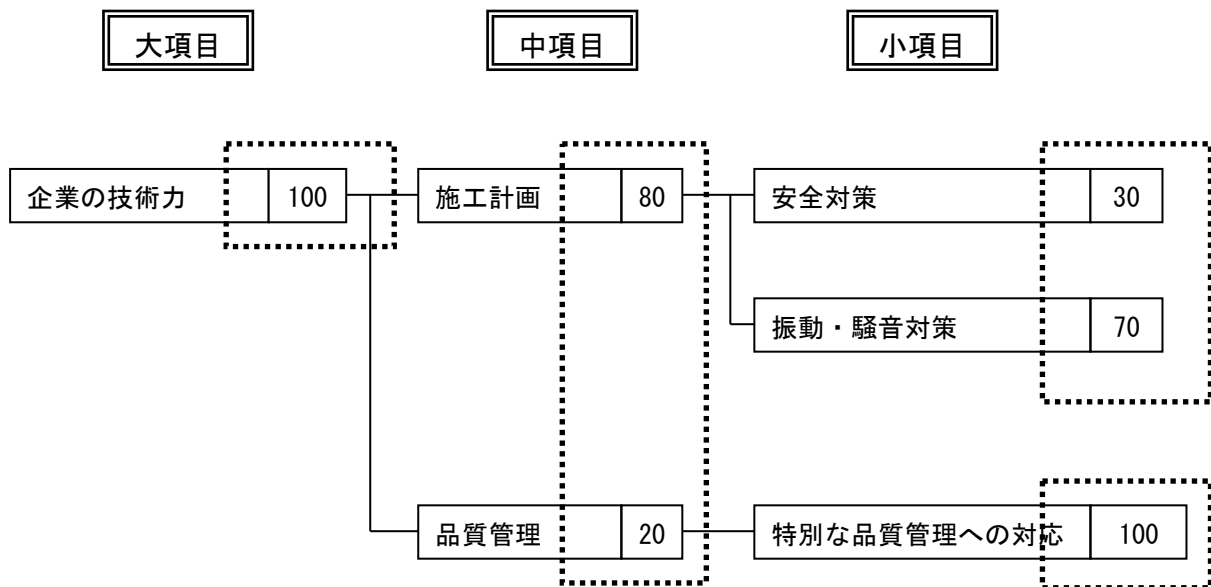 大項目 中項目 小項目
企業の技術力 100 施工計画 80 安全対策 30
振動・騒音対策 70
品質管理 20 特別な品質管理への対応 100